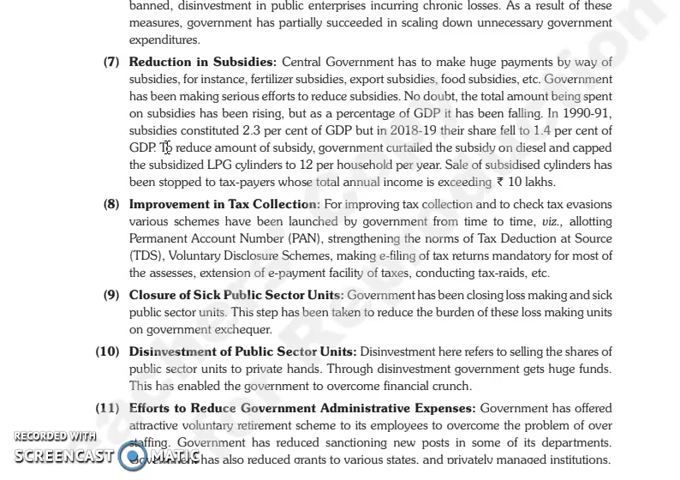 banned, disinvestment in public enterprises incurring chronic losses. As a result of these
measures, government has partially succeeded in scaling down unnecessary government
expenditures.
(7) Reduction in Subsidies: Central Government has to make huge payments by way of
subsidies, for instance, fertilizer subsidies, export subsidies, food subsidies, etc. Government
has been making serious efforts to reduce subsidies. No doubt, the total amount being spent
on subsidies has been rising, but as a percentage of GDP it has been falling. In 1990-91,
subsidies constituted 2.3 per cent of GDP but in 2018-19 their share fell to 1.4 per cent of
GDP. To reduce amount of subsidy, government curtailed the subsidy on diesel and capped
the subsidized LPG cylinders to 12 per household per year. Sale of subsidised cylinders has
been stopped to tax-payers whose total annual income is exceeding ₹ 10 lakhs.
(8) Improvement in Tax Collection: For improving tax collection and to check tax evasions
various schemes have been launched by government from time to time, viz., allotting
Permanent Account Number (PAN), strengthening the norms of Tax Deduction at Source
(TDS), Voluntary Disclosure Schemes, making e-filing of tax returns mandatory for most of
the assesses, extension of e-payment facility of taxes, conducting tax-raids, etc.
(9) Closure of Sick Public Sector Units: Government has been closing loss making and sick
public sector units. This step has been taken to reduce the burden of these loss making units
on government exchequer.
(10) Disinvestment of Public Sector Units: Disinvestment here refers to selling the shares of
public sector units to private hands. Through disinvestment government gets huge funds.
This has enabled the government to overcome financial crunch.
(11) Efforts to Reduce Government Administrative Expenses: Government has offered
attractive voluntary retirement scheme to its employees to overcome the problem of over
staffing. Government has reduced sanctioning new posts in some of its departments.
Government has also reduced grants to various states, and privately managed institutions.
RECORDED WITH
SCREENCAST MATIC